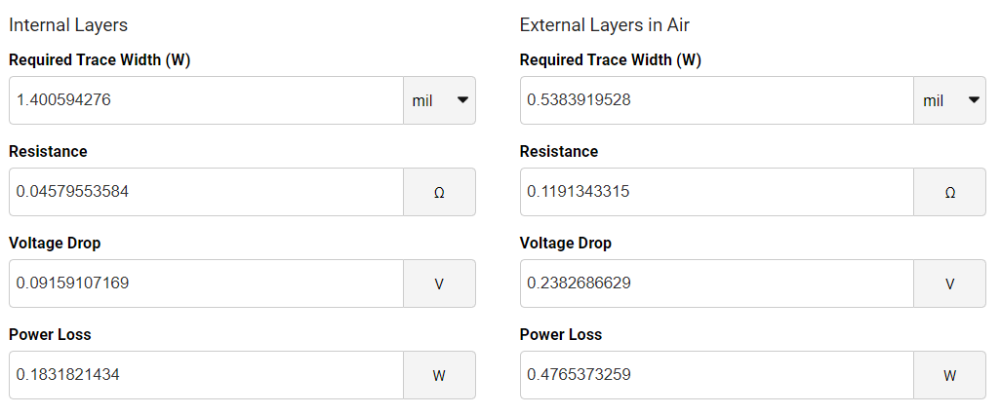 Internal Layers
Required Trace Width (W)
1.400594276 mil
Resistance
0.04579553584 Ω
Voltage Drop
0.09159107169 V
Power Loss
0.1831821434 W
External Layers in Air
Required Trace Width (W)
0.5383919528 mil
Resistance
0.1191343315 Ω
Voltage Drop
0.2382686629 V
Power Loss
0.4765373259 W